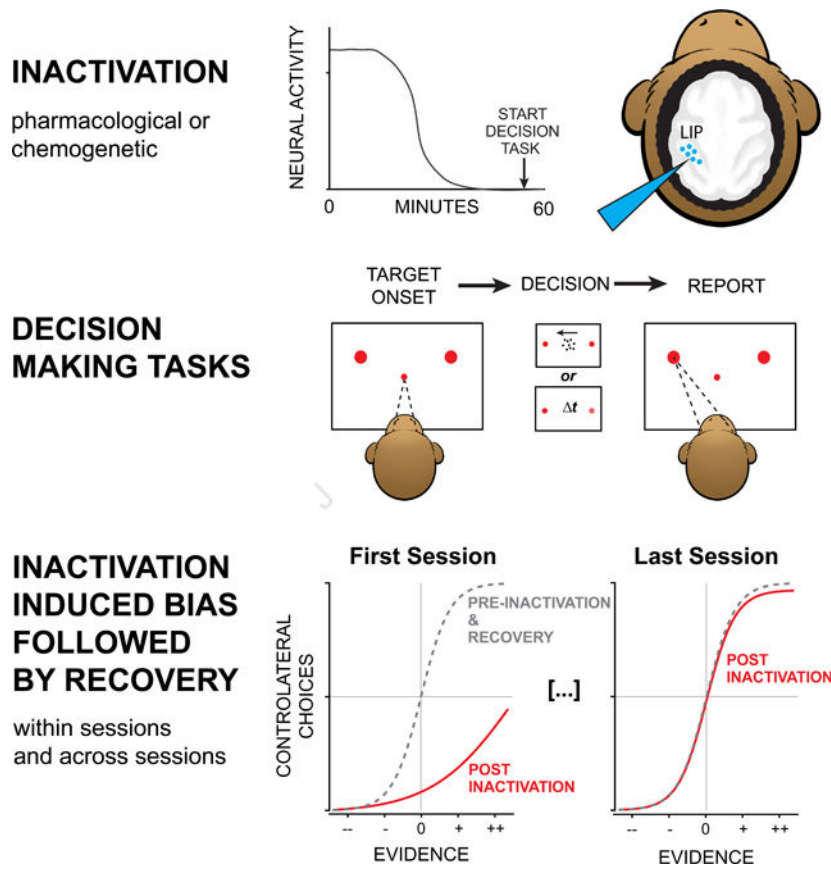 INACTIVATION
pharmacological or
chemogenetic
NEURAL ACTIVITY
START
DECISION
TASK
0
MINUTES
60
LIP
DECISION
MAKING TASKS
TARGET
ONSET
DECISION
REPORT
or
Δt
INACTIVATION
INDUCED BIAS
FOLLOWED
BY RECOVERY
within sessions
and across sessions
First Session
CONTROLATERAL
CHOICES
PRE-INACTIVATION
&
RECOVERY
POST
INACTIVATION
-- - 0 + ++
EVIDENCE
[...]
Last Session
POST
INACTIVATION
-- - 0 + ++
EVIDENCE